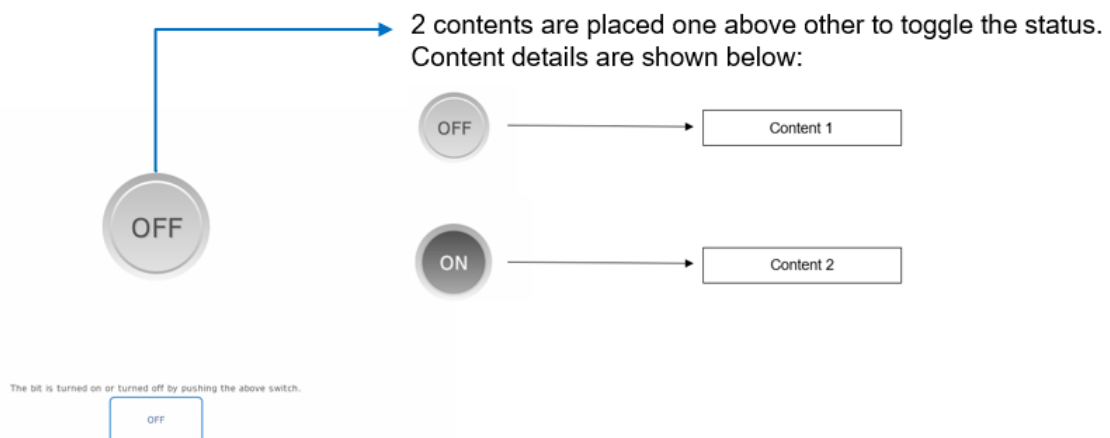 2 contents are placed one above other to toggle the status.
Content details are shown below:
OFF
Content 1
OFF
ON
Content 2
The bit is turned on or turned off by pushing the above switch.
OFF